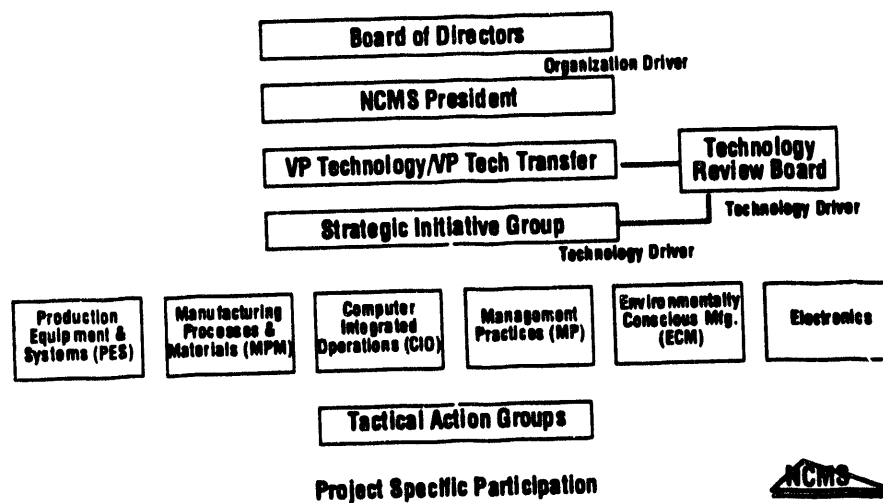 Board of Directors
Organization Driver
NCMS President
VP Technology/VP Tech Transfer
Technology
Review Board
Technology Driver
Strategic Initiative Group
Technology Driver
Production
Equipment &
Systems (PES)
Manufacturing
Processes &
Materials (MPM)
Computer
Integrated
Operations (CIO)
Management
Practices (MP)
Environmentally
Conscious Mfg.
(ECM)
Electronics
Tactical Action Groups
Project Specific Participation
NCMS